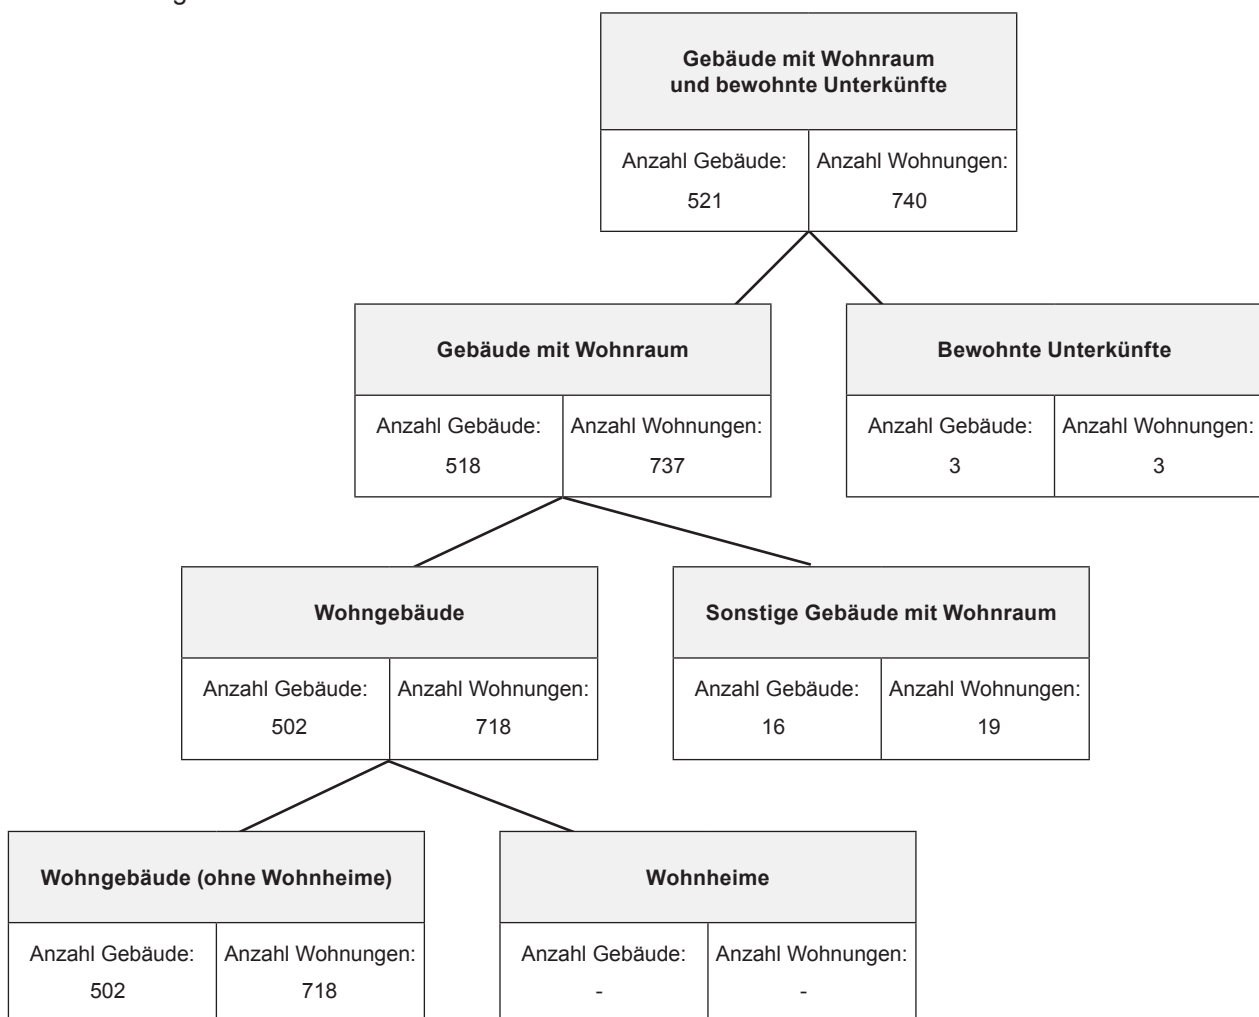 Gebäude mit Wohnraum
und bewohnte Unterkünfte
Anzahl Gebäude: Anzahl Wohnungen:
521 740
Gebäude mit Wohnraum
Anzahl Gebäude: Anzahl Wohnungen:
518 737
Bewohnte Unterkünfte
Anzahl Gebäude: Anzahl Wohnungen:
3 3
Wohngebäude
Anzahl Gebäude: Anzahl Wohnungen:
502 718
Sonstige Gebäude mit Wohnraum
Anzahl Gebäude: Anzahl Wohnungen:
16 19
Wohngebäude (ohne Wohnheime)
Anzahl Gebäude: Anzahl Wohnungen:
502 718
Wohnheime
Anzahl Gebäude: Anzahl Wohnungen:
- -